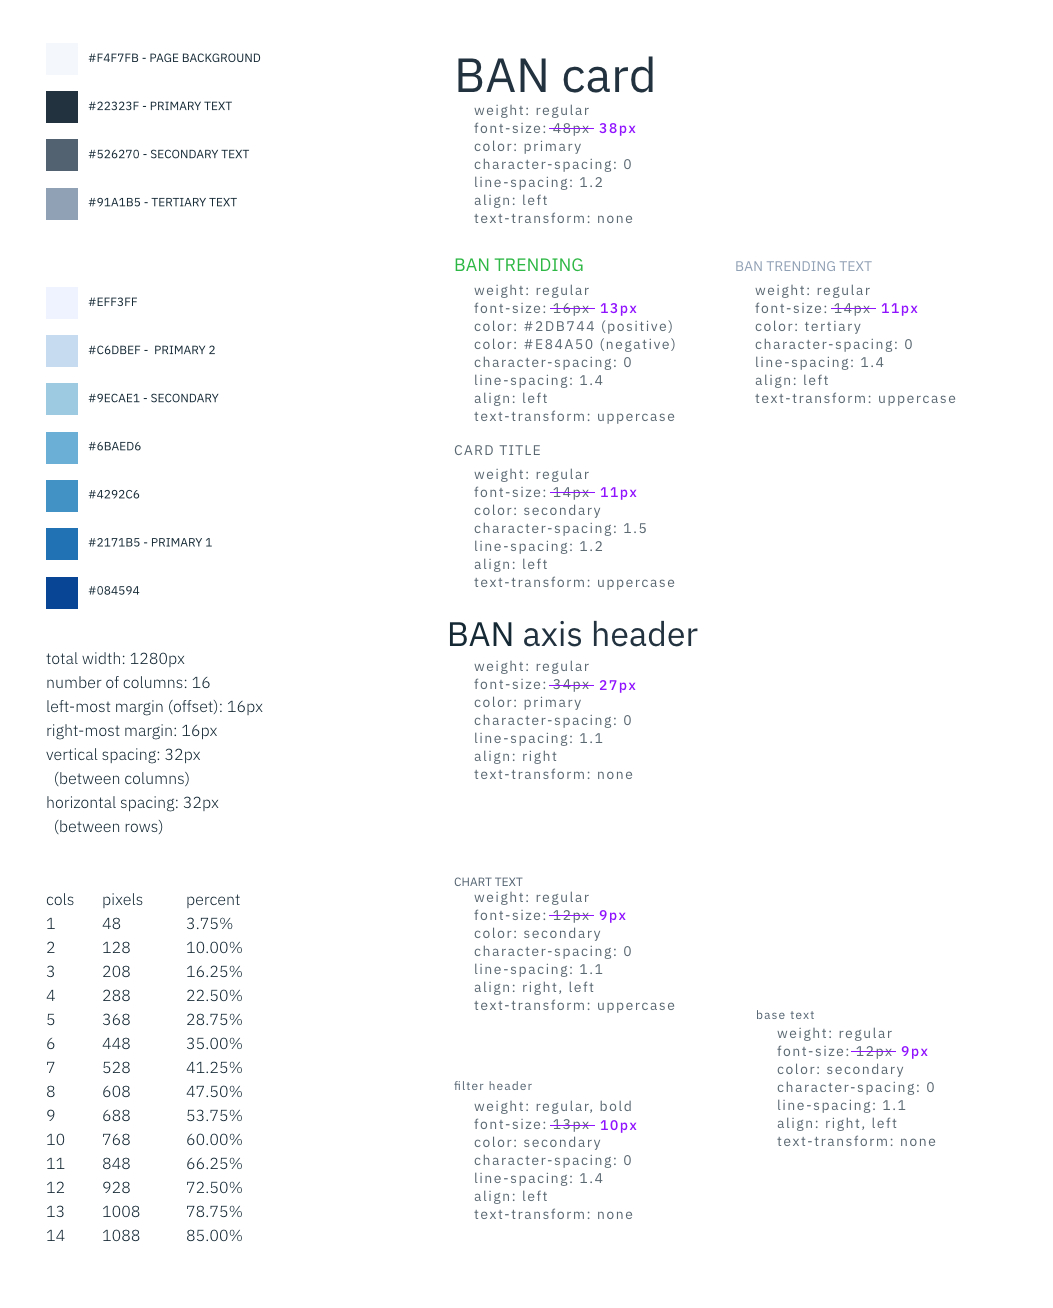 #F4F7FB - PAGE BACKGROUND
#22323F - PRIMARY TEXT
#526270 - SECONDARY TEXT
#91A1B5 - TERTIARY TEXT
#EFF3FF
#C6DBEF -  PRIMARY 2
#9ECAE1 - SECONDARY
#6BAED6
#4292C6
#2171B5 - PRIMARY 1
#084594
total width: 1280px
number of columns: 16
left-most margin (offset): 16px
right-most margin: 16px
vertical spacing: 32px
(between columns)
horizontal spacing: 32px
(between rows)
cols pixels percent
1 48 3.75%
2 128 10.00%
3 208 16.25%
4 288 22.50%
5 368 28.75%
6 448 35.00%
7 528 41.25%
8 608 47.50%
9 688 53.75%
10 768 60.00%
11 848 66.25%
12 928 72.50%
13 1008 78.75%
14 1088 85.00%
BAN card
weight: regular
font-size: 48px 38px
color: primary
character-spacing: 0
line-spacing: 1.2
align: left
text-transform: none
BAN TRENDING
weight: regular
font-size: 16px 13px
color: #2DB744 (positive)
color: #E84A50 (negative)
character-spacing: 0
line-spacing: 1.4
align: left
text-transform: uppercase
BAN TRENDING TEXT
weight: regular
font-size: 14px 11px
color: tertiary
character-spacing: 0
line-spacing: 1.4
align: left
text-transform: uppercase
CARD TITLE
weight: regular
font-size: 14px 11px
color: secondary
character-spacing: 1.5
line-spacing: 1.2
align: left
text-transform: uppercase
BAN axis header
weight: regular
font-size: 34px 27px
color: primary
character-spacing: 0
line-spacing: 1.1
align: right
text-transform: none
CHART TEXT
weight: regular
font-size: 12px 9px
color: secondary
character-spacing: 0
line-spacing: 1.1
align: right, left
text-transform: uppercase
base text
weight: regular
font-size: 12px 9px
color: secondary
character-spacing: 0
line-spacing: 1.1
align: right, left
text-transform: none
filter header
weight: regular, bold
font-size: 13px 10px
color: secondary
character-spacing: 0
line-spacing: 1.4
align: left
text-transform: none